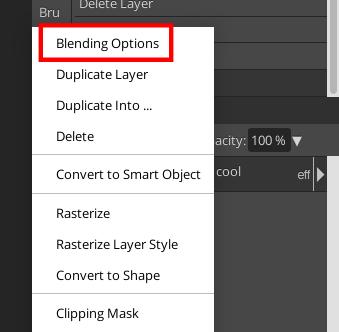 Bru
Delete Layer
Blending Options
Duplicate Layer
Duplicate Into ...
Delete
acity: 100 % ▼
Convert to Smart Object
cool
eff
Rasterize
Rasterize Layer Style
Convert to Shape
Clipping Mask